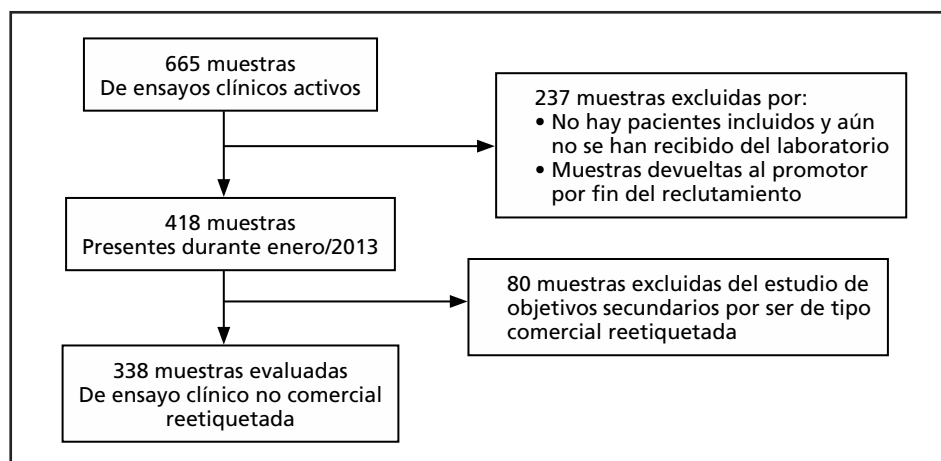 665 muestras
De ensayos clínicos activos
237 muestras excluidas por:
• No hay pacientes incluidos y aún
no se han recibido del laboratorio
• Muestras devueltas al promotor
por fin del reclutamiento
418 muestras
Presentes durante enero/2013
80 muestras excluidas del estudio de
objetivos secundarios por ser de tipo
comercial reetiquetada
338 muestras evaluadas
De ensayo clínico no comercial
reetiquetada